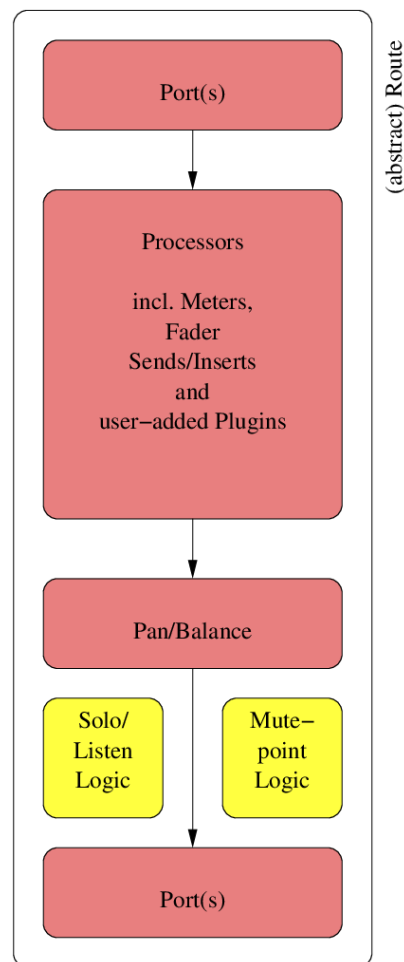 (abstract) Route
Port(s)
Processors
incl. Meters,
Fader
Sends/Inserts
and
user−added Plugins
Pan/Balance
Solo/
Listen
Logic
Mute−
point
Logic
Port(s)